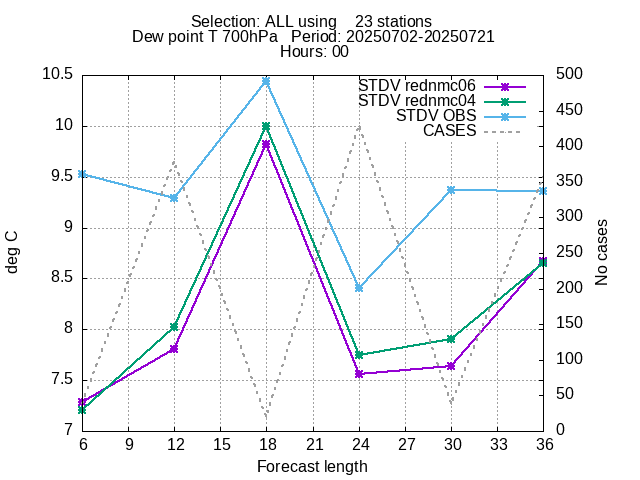 Selection: ALL using    23 stations
Dew point T 700hPa   Period: 20250702-20250721
Hours: 00
STDV rednmc06
STDV rednmc04
STDV OBS
CASES
10.5
10
9.5
9
8.5
8
7.5
7
500
450
400
350
300
250
200
150
100
50
0
deg C
No cases
6 9 12 15 18 21 24 27 30 33 36
Forecast length